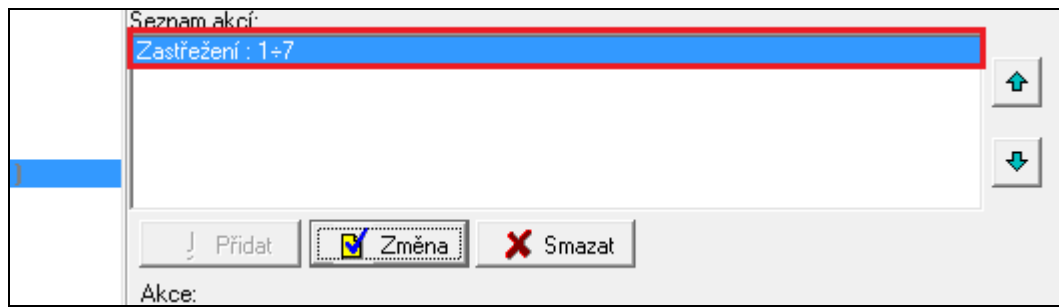 Seznam akcí:
Zastřežení : 1÷7
Přidat
Změna
Smazat
Akce: